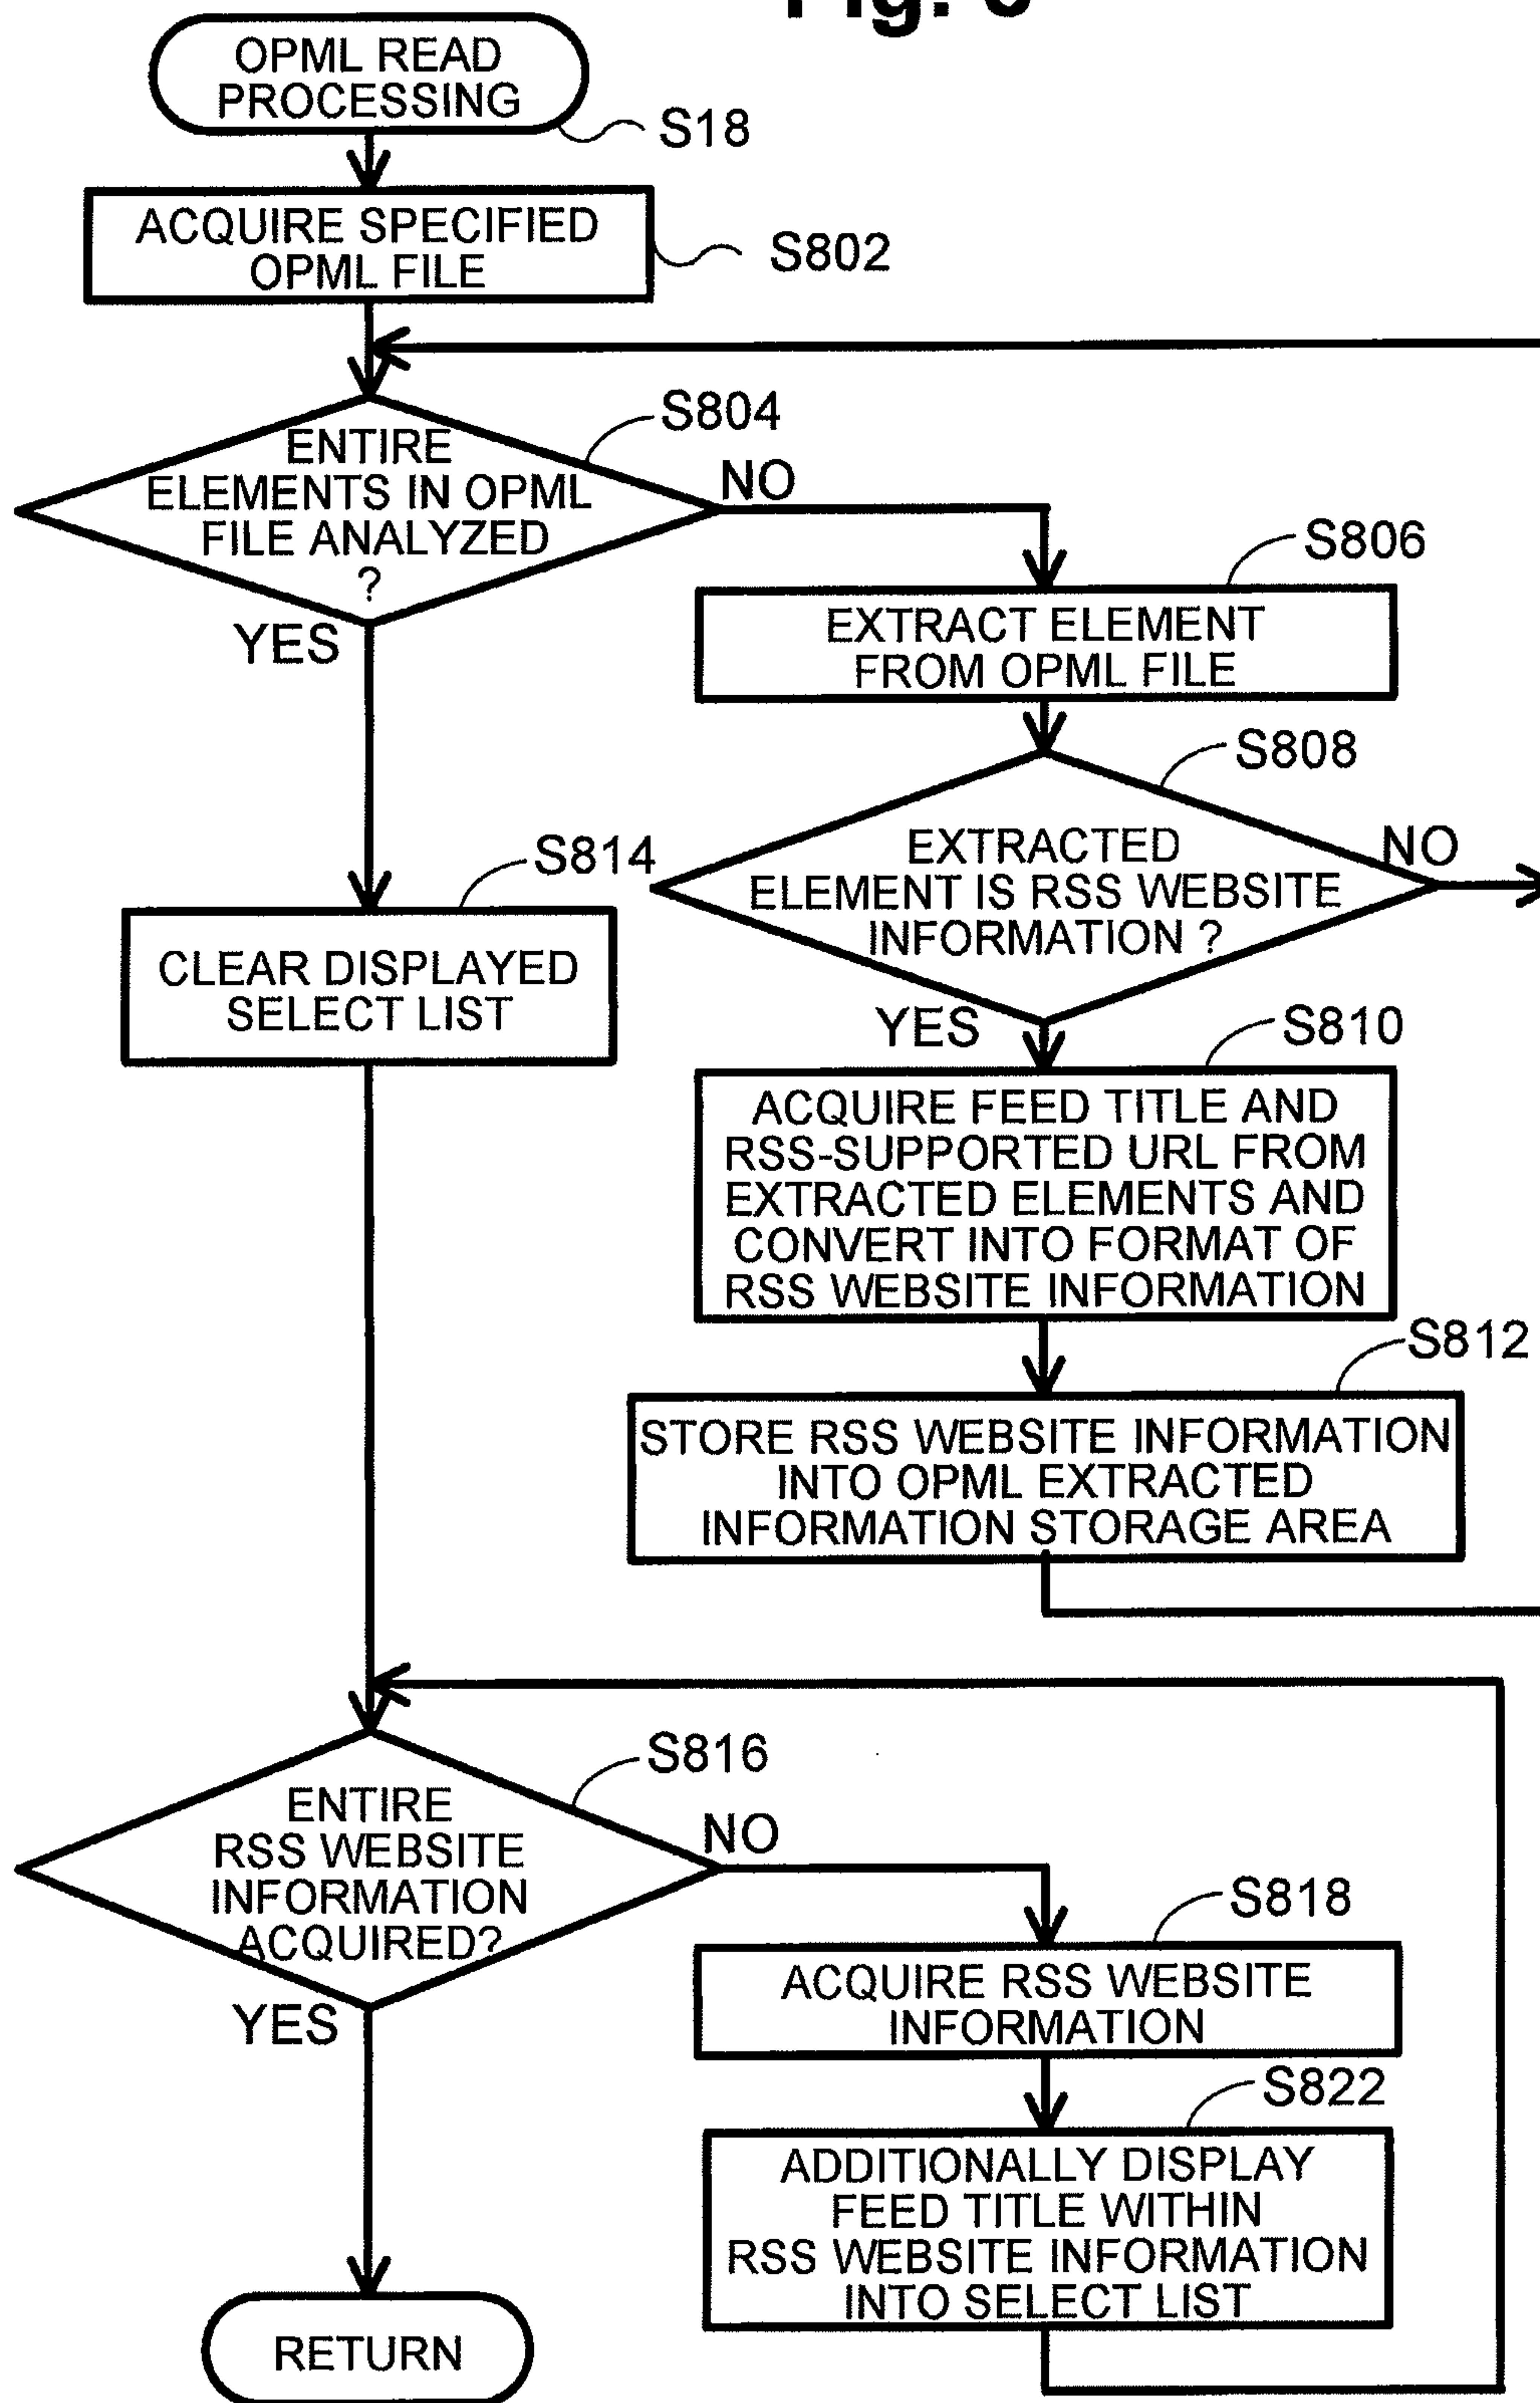 OPML READ
PROCESSING
S18
ACQUIRE SPECIFIED
OPML FILE
S802
S804
ENTIRE
ELEMENTS IN OPML
FILE ANALYZED
?
NO
YES
S806
EXTRACT ELEMENT
FROM OPML FILE
S808
EXTRACTED
ELEMENT IS RSS WEBSITE
INFORMATION ?
NO
YES
S814
CLEAR DISPLAYED
SELECT LIST
S810
ACQUIRE FEED TITLE AND
RSS-SUPPORTED URL FROM
EXTRACTED ELEMENTS AND
CONVERT INTO FORMAT OF
RSS WEBSITE INFORMATION
S812
STORE RSS WEBSITE INFORMATION
INTO OPML EXTRACTED
INFORMATION STORAGE AREA
S816
ENTIRE
RSS WEBSITE
INFORMATION
ACQUIRED?
NO
YES
S818
ACQUIRE RSS WEBSITE
INFORMATION
S822
ADDITIONALLY DISPLAY
FEED TITLE WITHIN
RSS WEBSITE INFORMATION
INTO SELECT LIST
RETURN